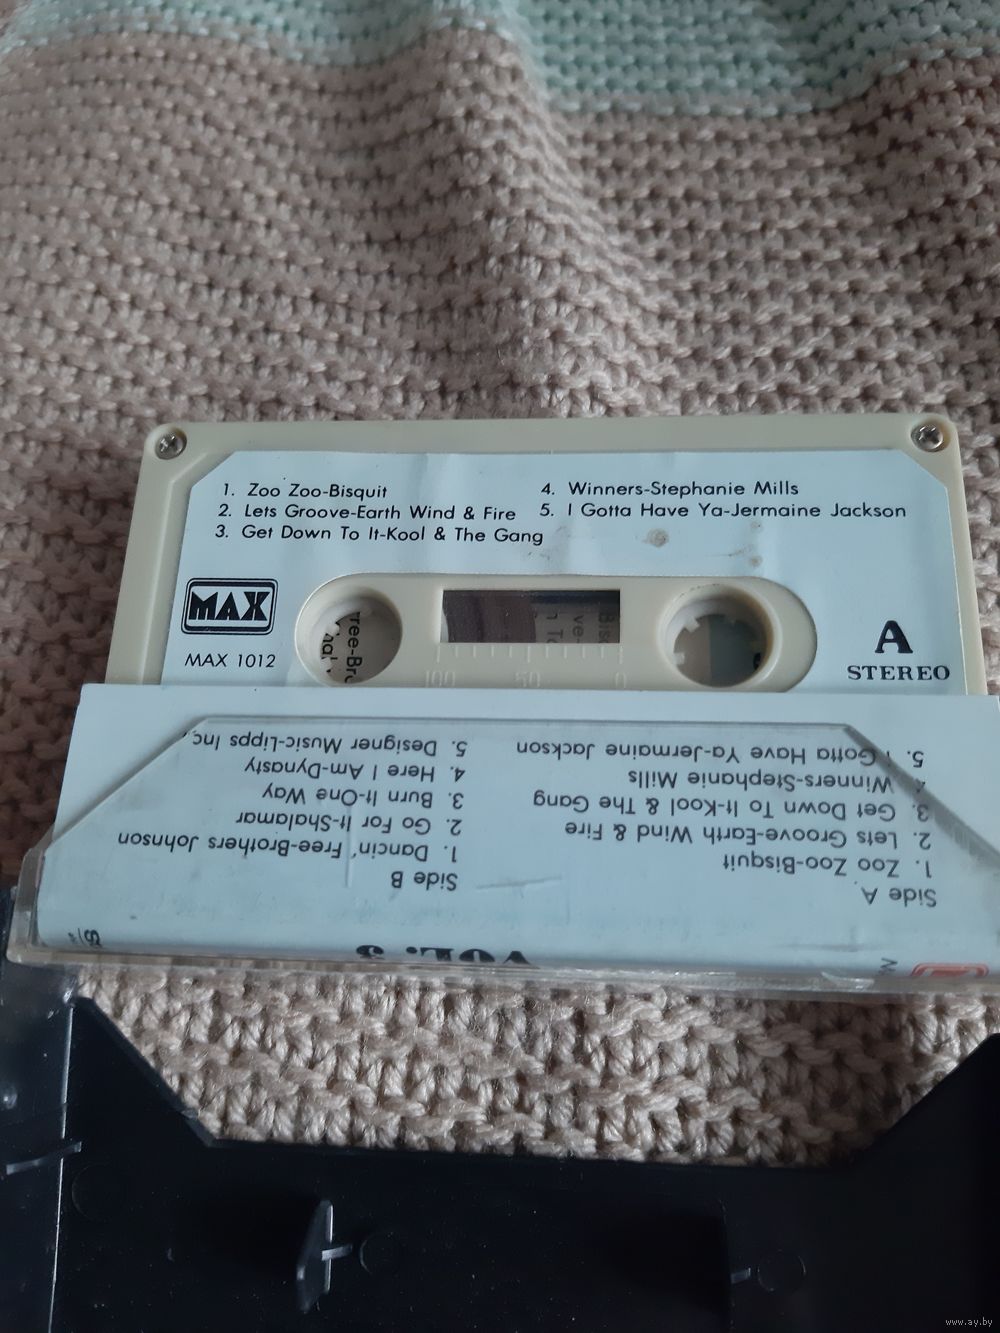 1. Zoo Zoo-Bisquit
2. Lets Groove-Earth Wind & Fire
3. Get Down To It-Kool & The Gang
4. Winners-Stephanie Mills
5. I Gotta Have Ya-Jermaine Jackson
MAX
MAX 1012
A
STEREO
100 50 0
VOL. 3
Side A
1. Zoo Zoo-Bisquit
2. Lets Groove-Earth Wind & Fire
3. Get Down To It-Kool & The Gang
4. Winners-Stephanie Mills
5. I Gotta Have Ya-Jermaine Jackson
Side B
1. Dancin' Free-Brothers Johnson
2. Go For It-Shalamar
3. Burn It-One Way
4. Here I Am-Dynasty
5. Designer Music-Lipps Inc.
www.ay.by